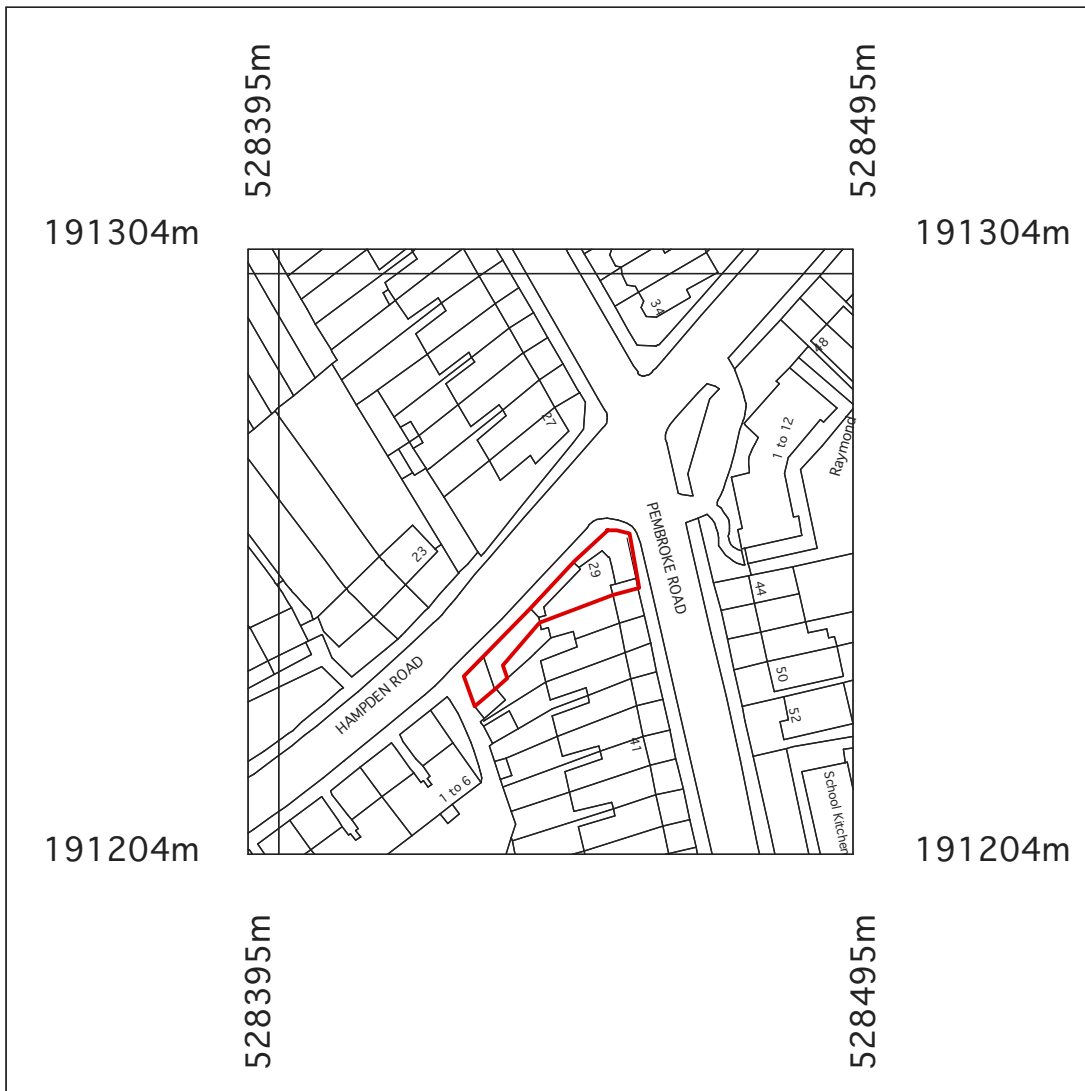 528395m
528495m
191304m
191304m
34
48
27
1 to 12
Raymond
23
PEMBROKE ROAD
29
44
HAMPDEN ROAD
50
52
41
1 to 6
School Kitchen
191204m
191204m
528395m
528495m